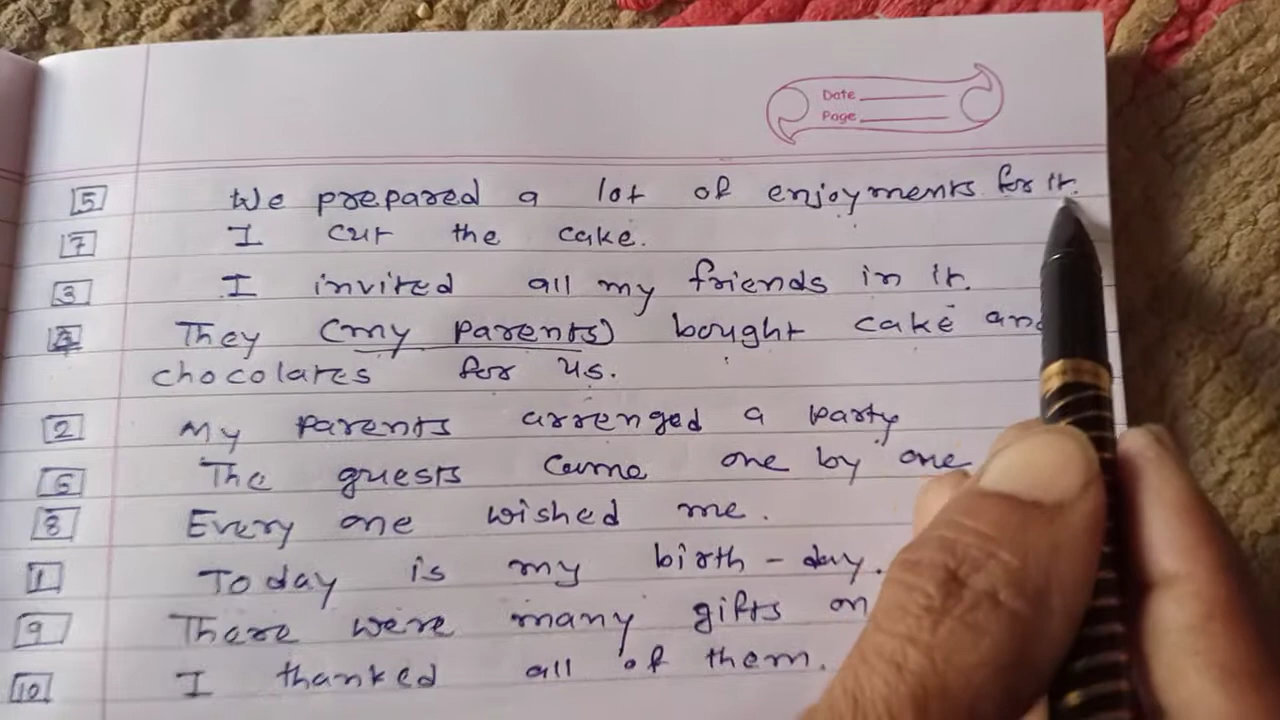 Date
Page
5 We prepared a lot of enjoyments for it.
7 I cut the cake.
3 I invited all my friends in it.
4 They (my parents) bought cake and
chocolates for us.
2 My parents arrenged a party
6 The guests came one by one
8 Every one wished me.
1 Today is my birth-day.
9 There were many gifts on
10 I thanked all of them.